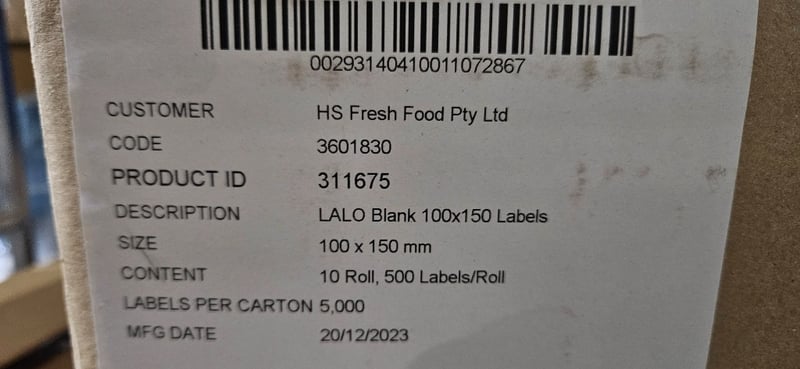 00293140410011072867
CUSTOMER HS Fresh Food Pty Ltd
CODE 3601830
PRODUCT ID 311675
DESCRIPTION LALO Blank 100x150 Labels
SIZE 100 x 150 mm
CONTENT 10 Roll, 500 Labels/Roll
LABELS PER CARTON 5,000
MFG DATE 20/12/2023